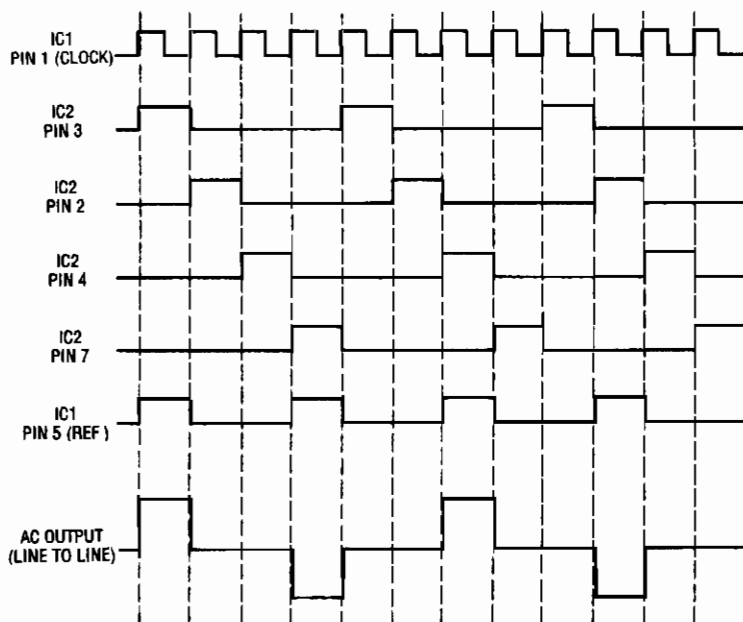 IC1
PIN 1 (CLOCK)
IC2
PIN 3
IC2
PIN 2
IC2
PIN 4
IC2
PIN 7
IC1
PIN 5 (REF)
AC OUTPUT
(LINE TO LINE)